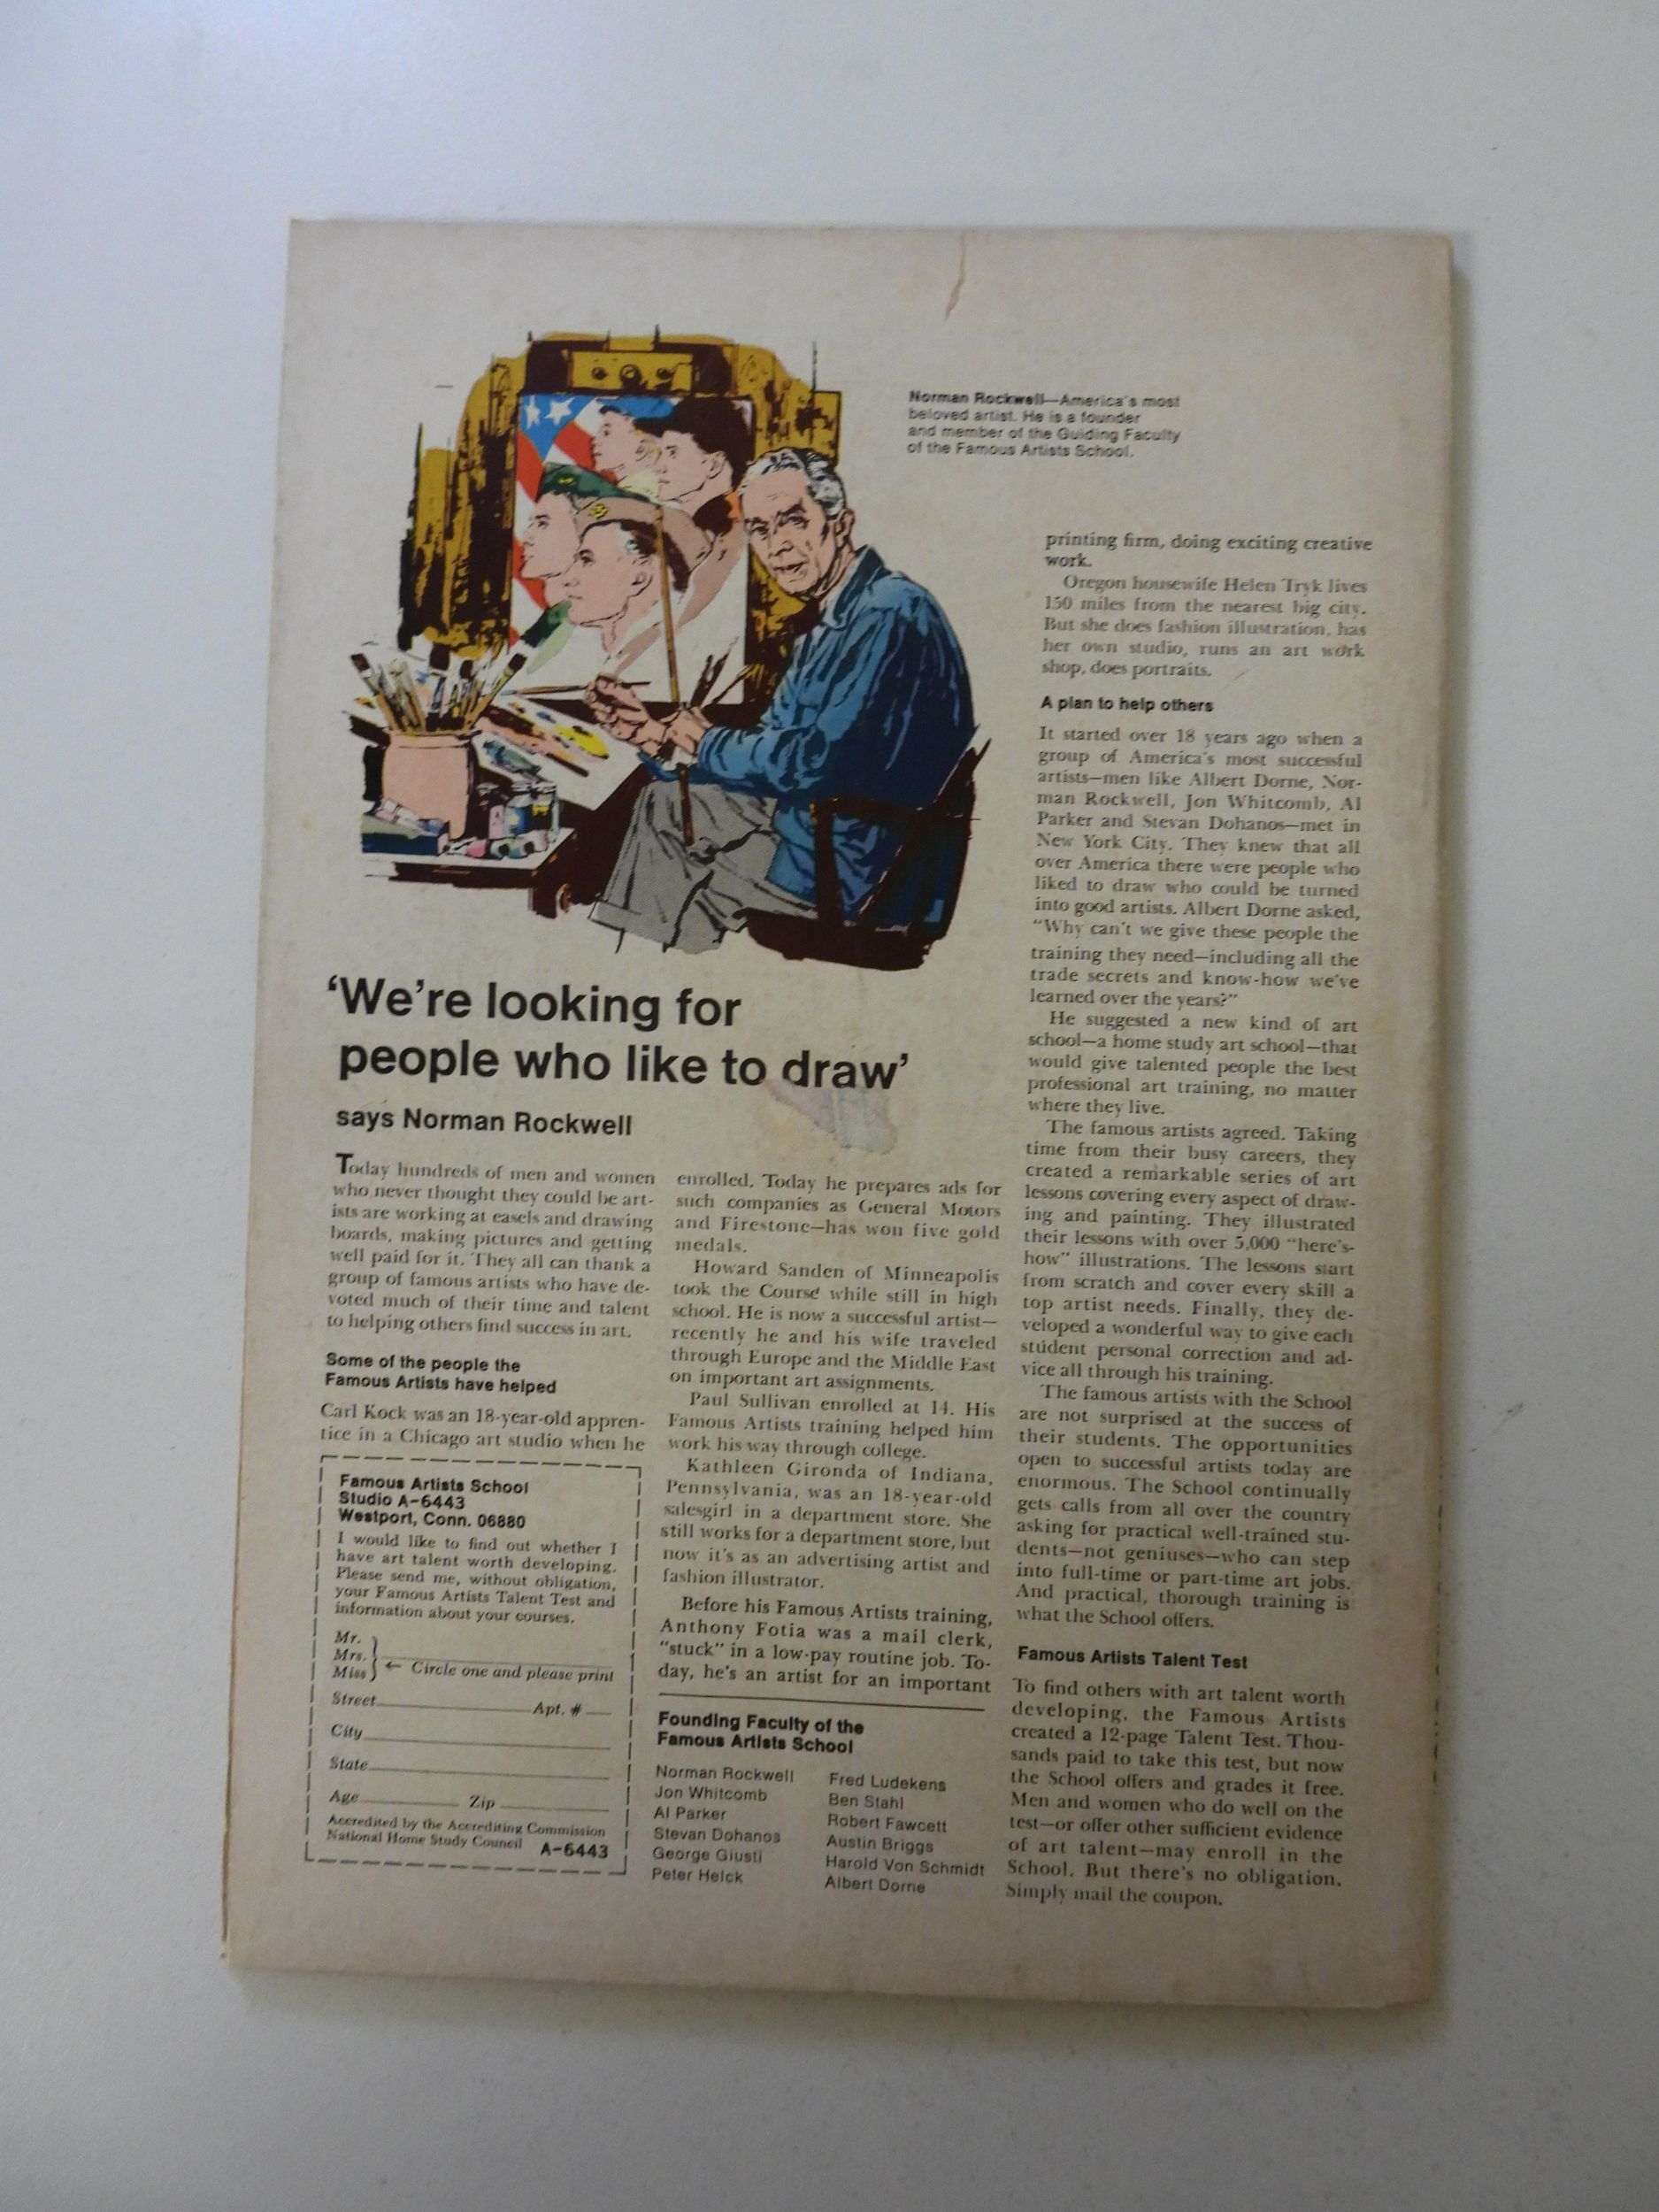 Norman Rockwell—America's most
beloved artist. He is a founder
and member of the Guiding Faculty
of the Famous Artists School.
'We're looking for
people who like to draw'
says Norman Rockwell
Today hundreds of men and women
who never thought they could be art-
ists are working at easels and drawing
boards, making pictures and getting
well paid for it. They all can thank a
group of famous artists who have de-
voted much of their time and talent
to helping others find success in art.
Some of the people the
Famous Artists have helped
Carl Kock was an 18-year-old appren-
tice in a Chicago art studio when he
enrolled. Today he prepares ads for
such companies as General Motors
and Firestone—has won five gold
medals.
Howard Sanden of Minneapolis
took the Course while still in high
school. He is now a successful artist—
recently he and his wife traveled
through Europe and the Middle East
on important art assignments.
Paul Sullivan enrolled at 14. His
Famous Artists training helped him
work his way through college.
Kathleen Gironda of Indiana,
Pennsylvania, was an 18-year-old
salesgirl in a department store. She
still works for a department store, but
now it's as an advertising artist and
fashion illustrator.
Before his Famous Artists training,
Anthony Fotia was a mail clerk,
"stuck" in a low-pay routine job. To-
day, he's an artist for an important
printing firm, doing exciting creative
work.
Oregon housewife Helen Tryk lives
150 miles from the nearest big city.
But she does fashion illustration, has
her own studio, runs an art work
shop, does portraits.
A plan to help others
It started over 18 years ago when a
group of America's most successful
artists—men like Albert Dorne, Nor-
man Rockwell, Jon Whitcomb, Al
Parker and Stevan Dohanos—met in
New York City. They knew that all
over America there were people who
liked to draw who could be turned
into good artists. Albert Dorne asked,
"Why can't we give these people the
training they need—including all the
trade secrets and know-how we've
learned over the years?"
He suggested a new kind of art
school—a home study art school—that
would give talented people the best
professional art training, no matter
where they live.
The famous artists agreed. Taking
time from their busy careers, they
created a remarkable series of art
lessons covering every aspect of draw-
ing and painting. They illustrated
their lessons with over 5,000 "here's-
how" illustrations. The lessons start
from scratch and cover every skill a
top artist needs. Finally, they de-
veloped a wonderful way to give each
student personal correction and ad-
vice all through his training.
The famous artists with the School
are not surprised at the success of
their students. The opportunities
open to successful artists today are
enormous. The School continually
gets calls from all over the country
asking for practical well-trained stu-
dents—not geniuses—who can step
into full-time or part-time art jobs.
And practical, thorough training is
what the School offers.
Famous Artists Talent Test
To find others with art talent worth
developing, the Famous Artists
created a 12-page Talent Test. Thou-
sands paid to take this test, but now
the School offers and grades it free.
Men and women who do well on the
test—or offer other sufficient evidence
of art talent—may enroll in the
School. But there's no obligation.
Simply mail the coupon.
Famous Artists School
Studio A-6443
Westport, Conn. 06880
I would like to find out whether I
have art talent worth developing.
Please send me, without obligation,
your Famous Artists Talent Test and
information about your courses.
Mr.
Mrs.
Miss ← Circle one and please print
Street Apt. #
City
State
Age Zip
Accredited by the Accrediting Commission
National Home Study Council A-6443
Founding Faculty of the
Famous Artists School
Norman Rockwell
Jon Whitcomb
Al Parker
Stevan Dohanos
George Giusti
Peter Helck
Fred Ludekens
Ben Stahl
Robert Fawcett
Austin Briggs
Harold Von Schmidt
Albert Dorne